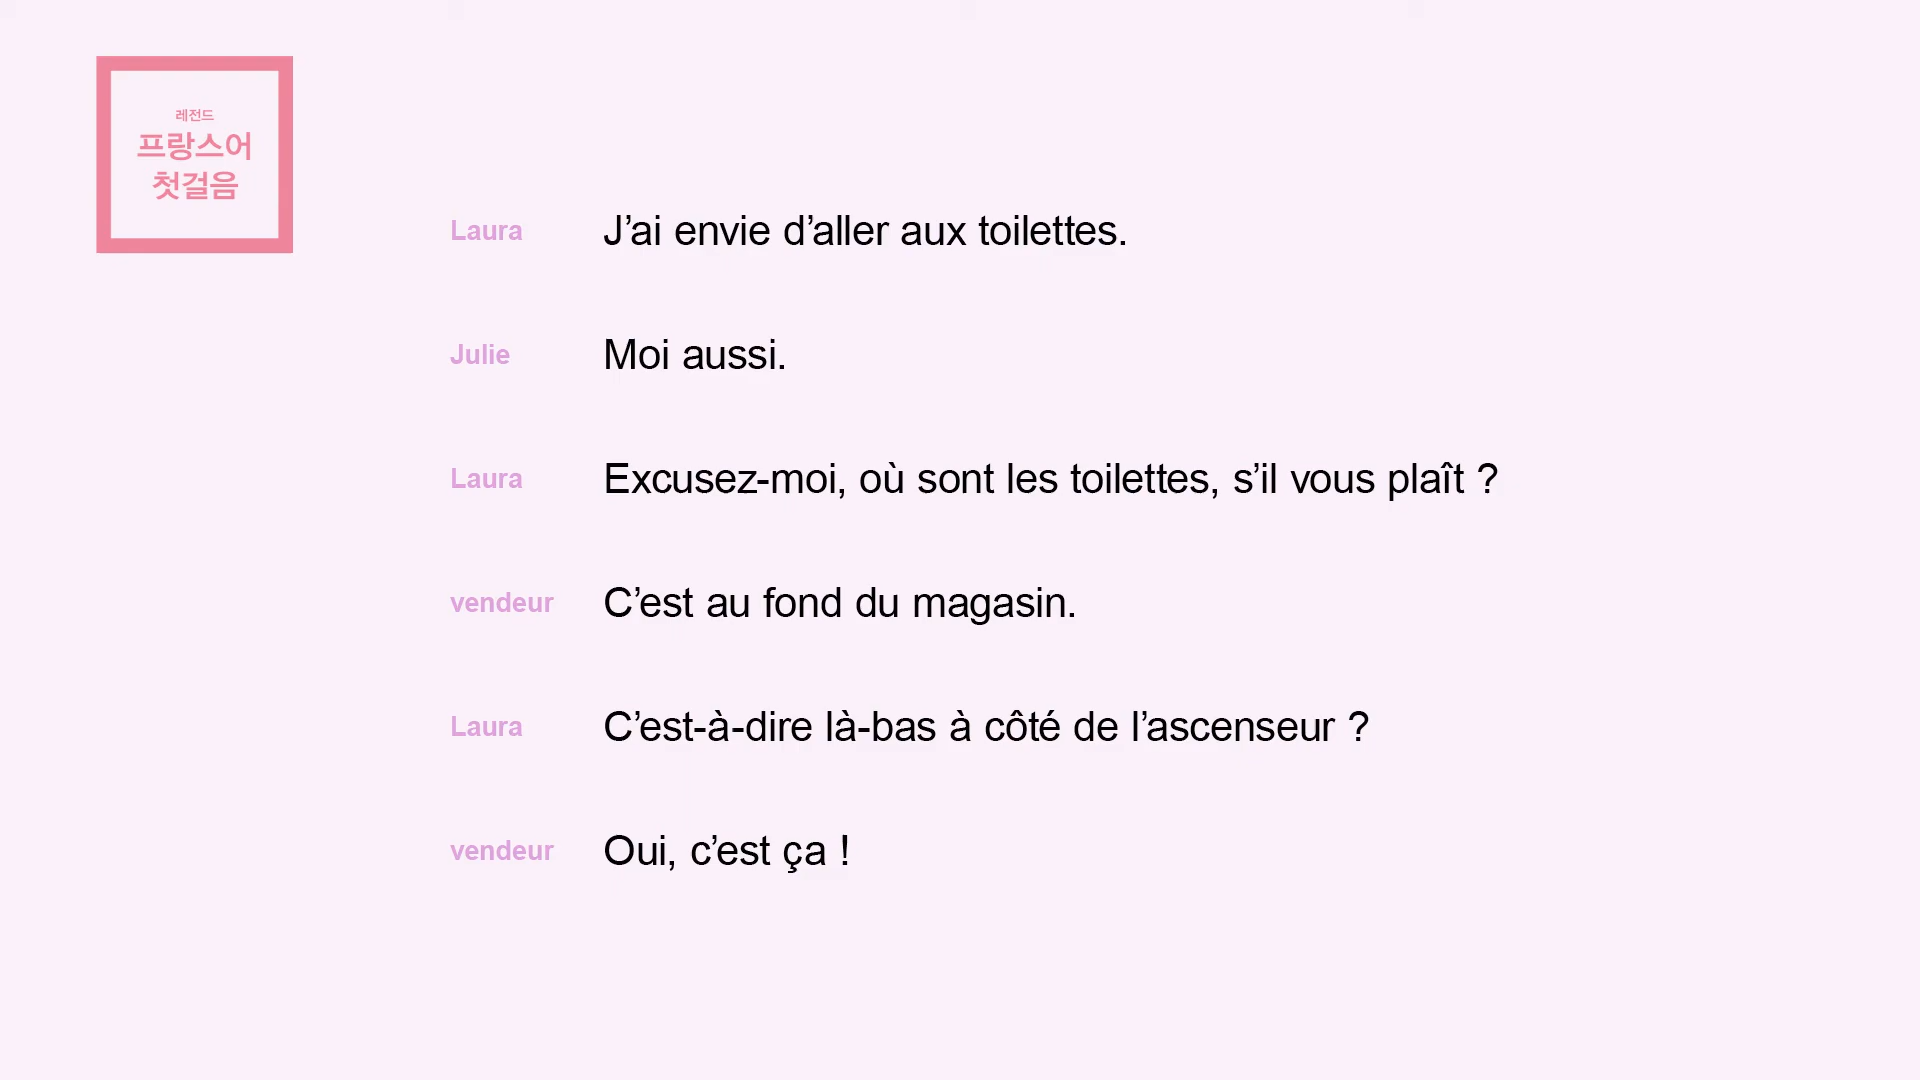 레전드
프랑스어
첫걸음
Laura J’ai envie d’aller aux toilettes.
Julie Moi aussi.
Laura Excusez-moi, où sont les toilettes, s’il vous plaît ?
vendeur C’est au fond du magasin.
Laura C’est-à-dire là-bas à côté de l’ascenseur ?
vendeur Oui, c’est ça !